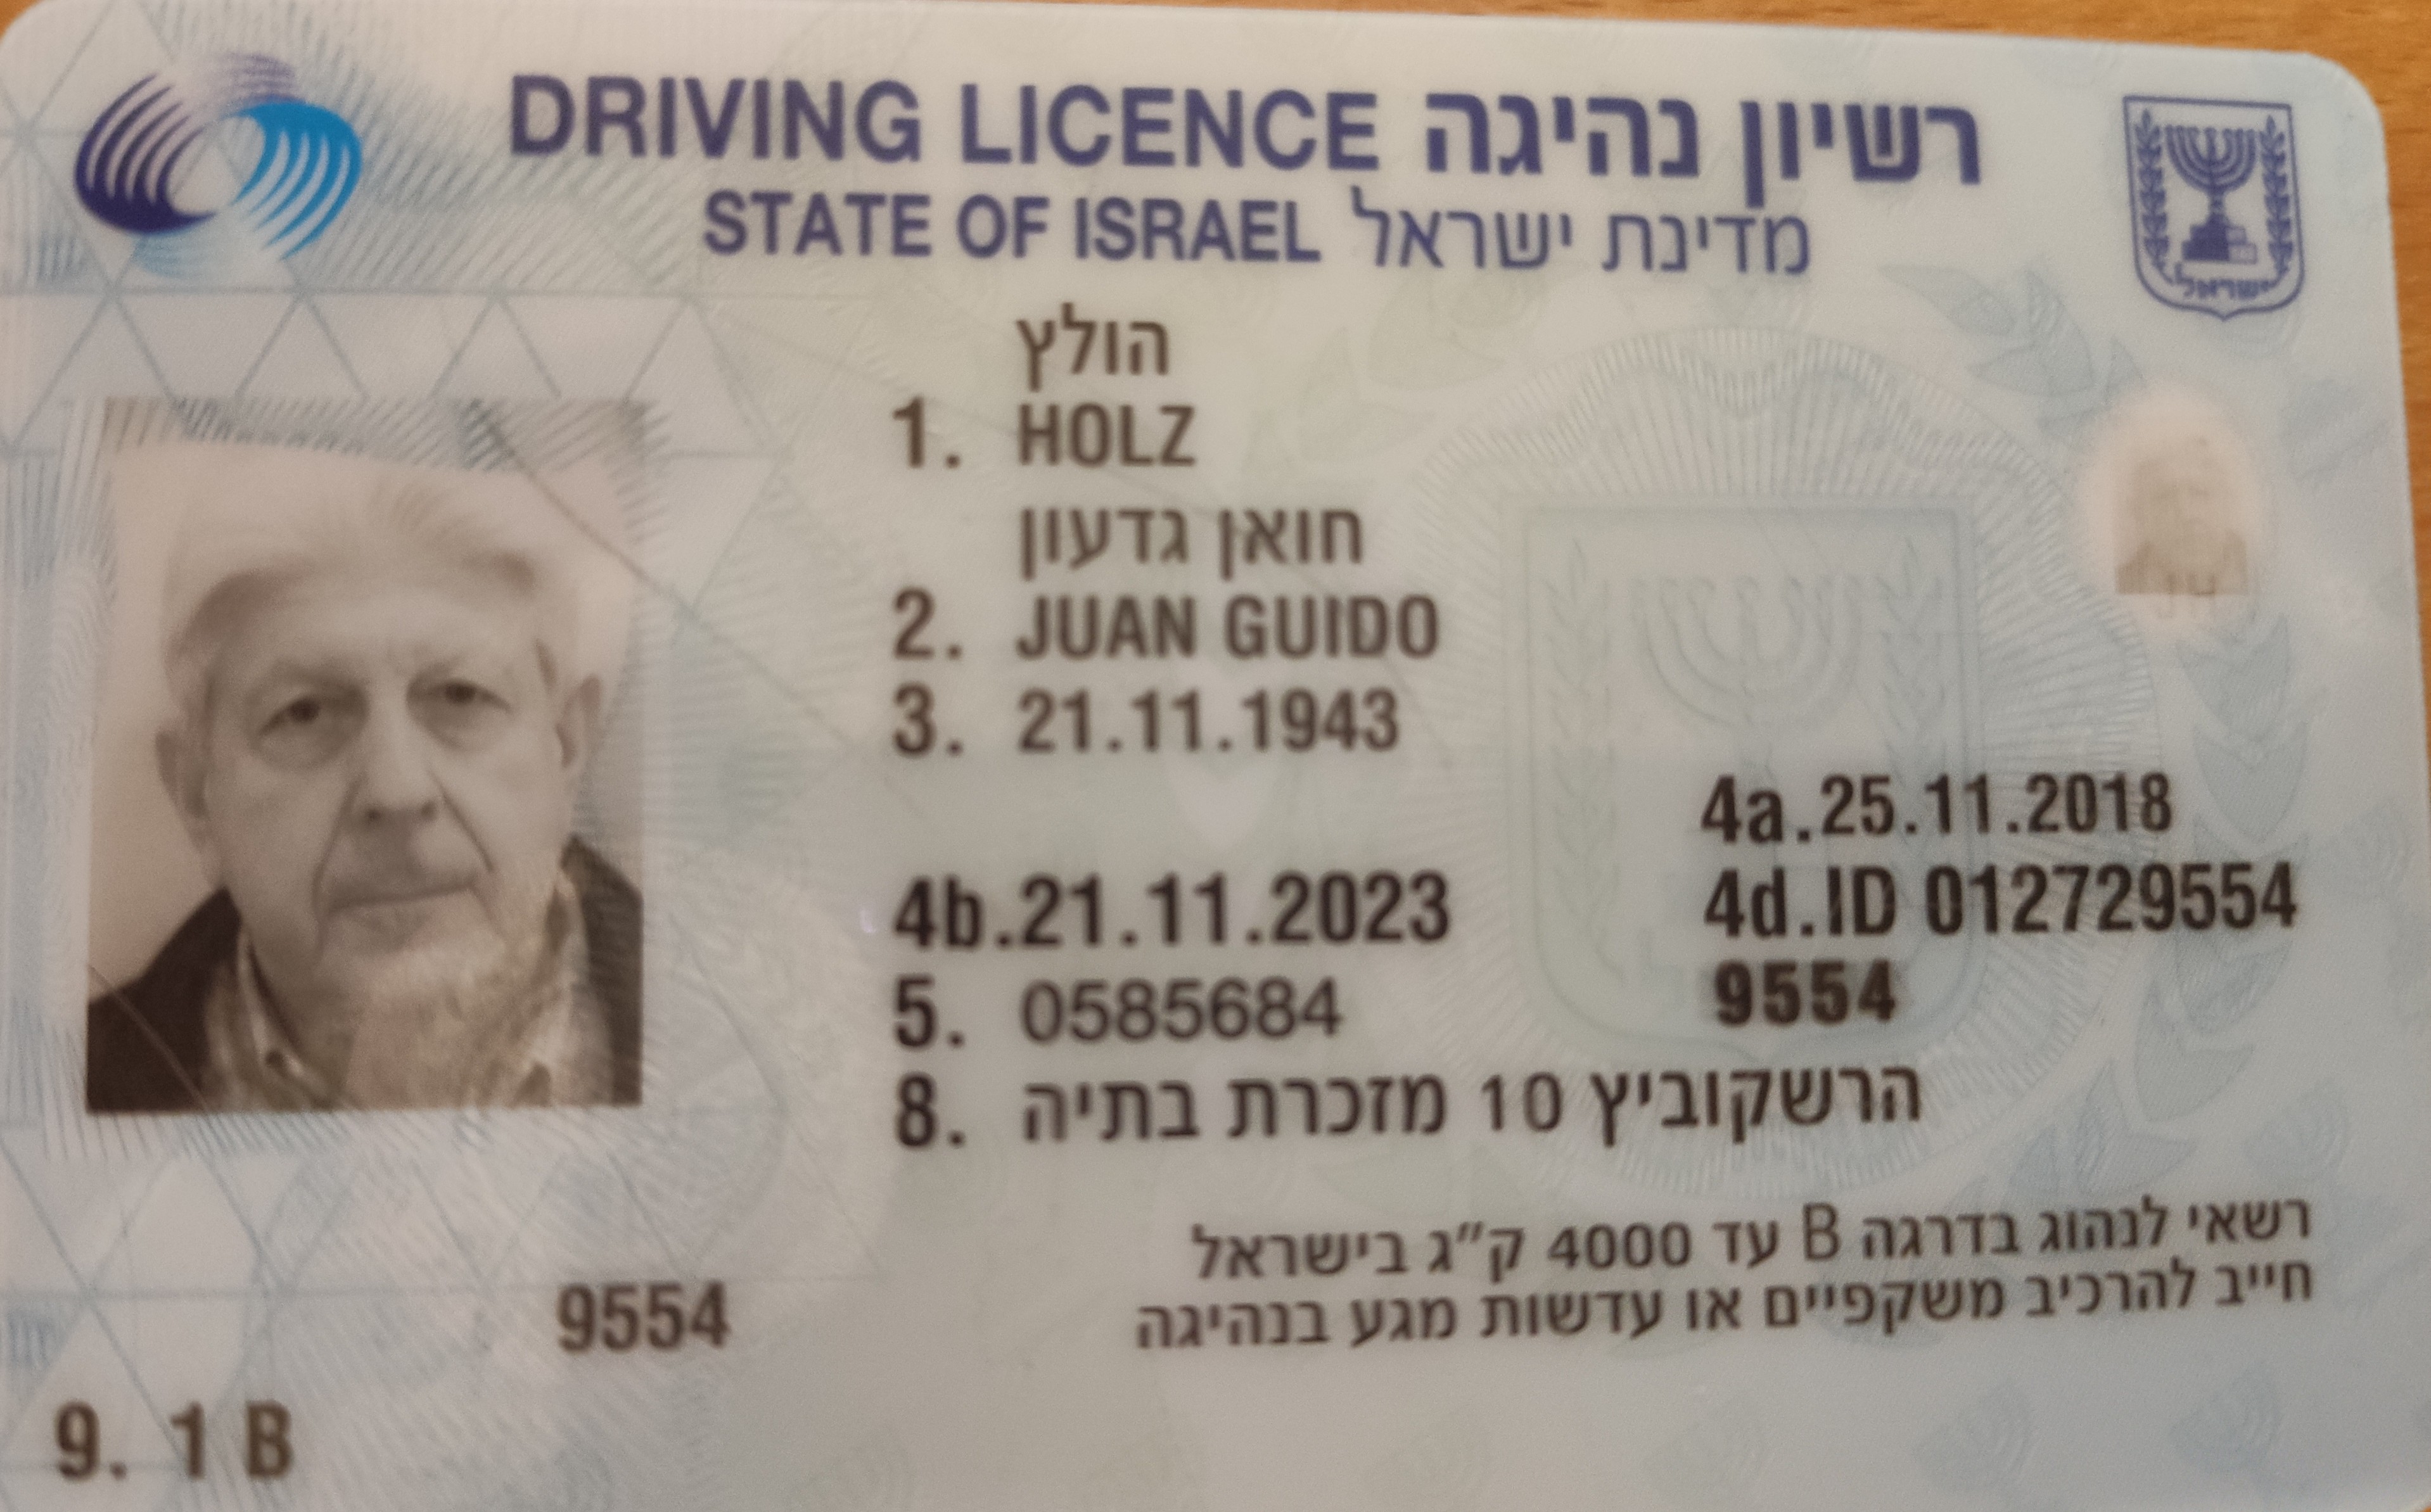 DRIVING LICENCE רשיון נהיגה
STATE OF ISRAEL מדינת ישראל
ישראל
הולץ
1. HOLZ
חואן גדעון
2. JUAN GUIDO
3. 21.11.1943
4a.25.11.2018
4b.21.11.2023
4d.ID 012729554
5. 0585684
9554
8. הרשקוביץ 10 מזכרת בתיה
רשאי לנהוג בדרגה B עד 4000 ק"ג בישראל
חייב להרכיב משקפיים או עדשות מגע בנהיגה
9554
9. 1 B